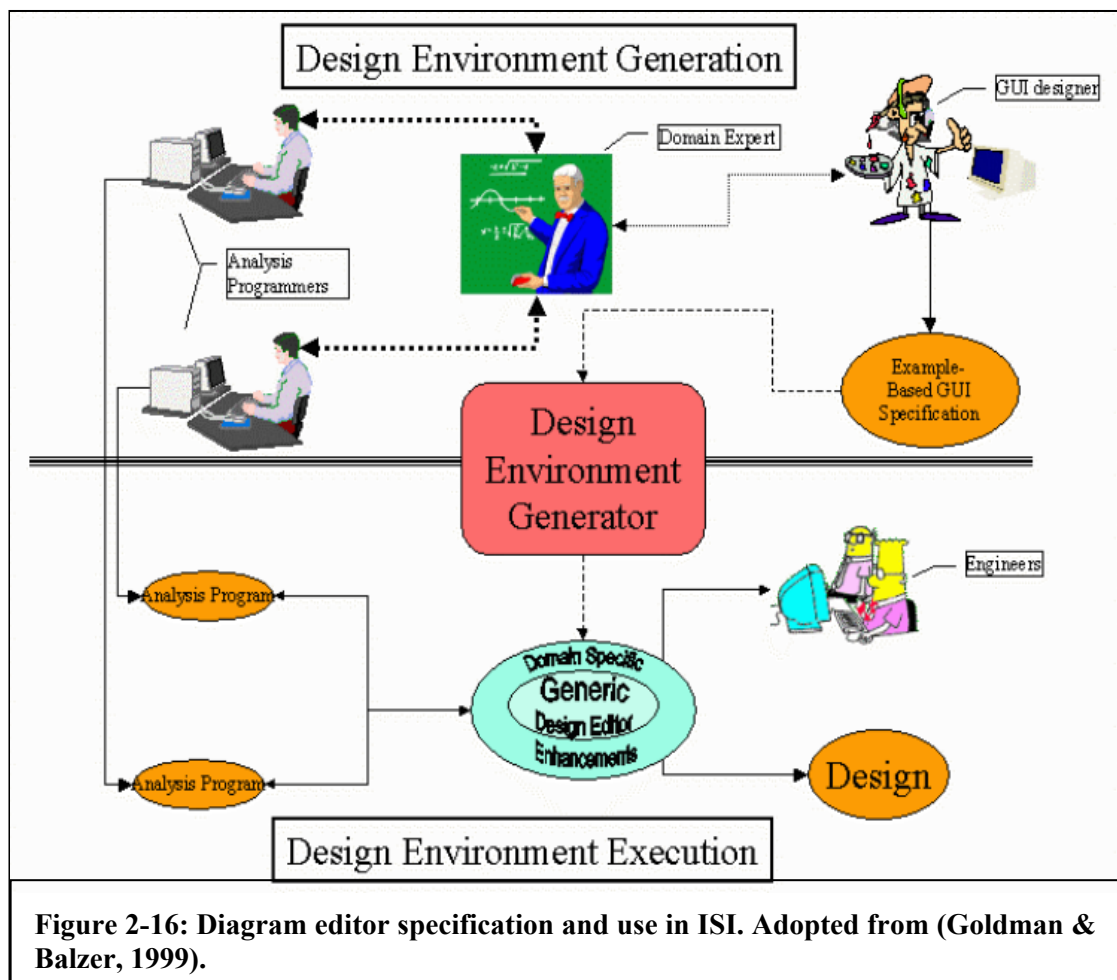 Design Environment Generation
GUI designer
Domain Expert
Analysis
Programmers
Example-
Based GUI
Specification
Design
Environment
Generator
Engineers
Analysis Program
Domain Specific
Generic
Design Editor
Enhancements
Analysis Program
Design
Design Environment Execution
Figure 2-16: Diagram editor specification and use in ISI. Adopted from (Goldman &
Balzer, 1999).